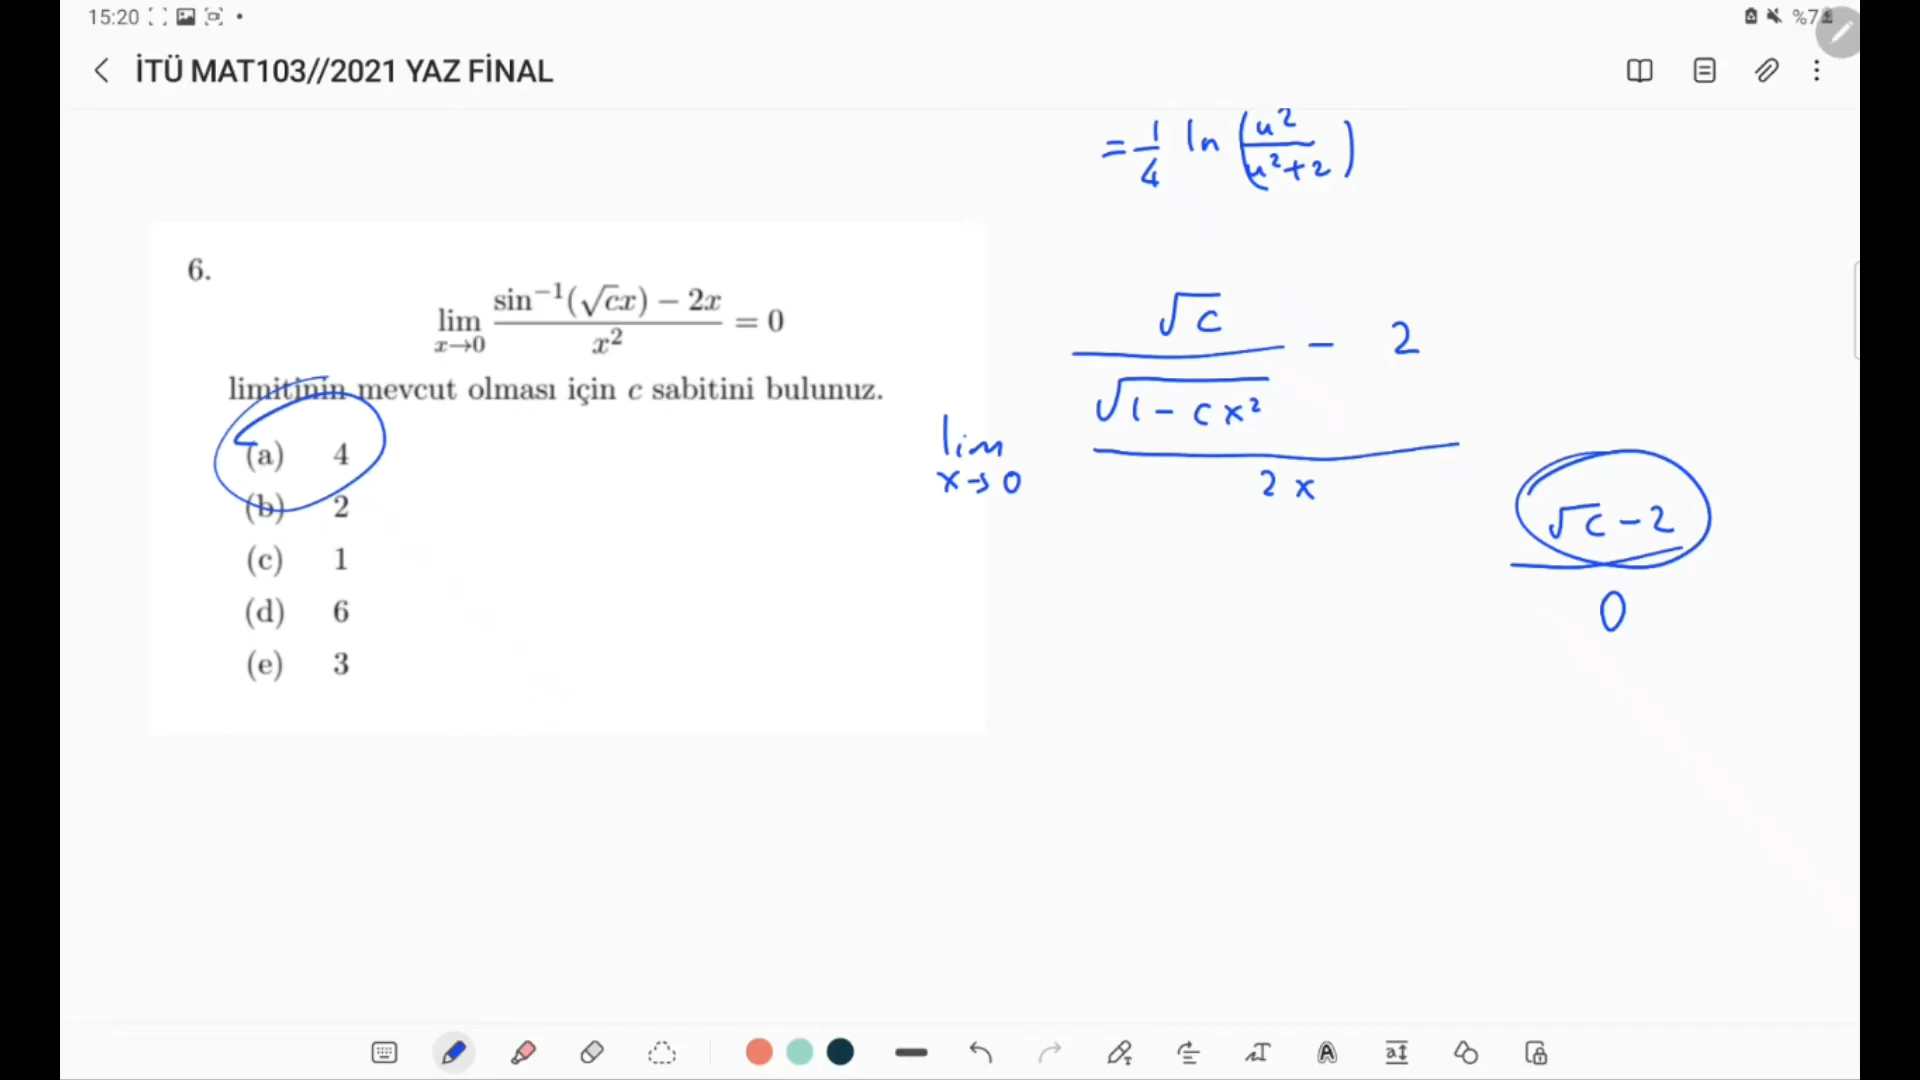 15:20
%7
İTÜ MAT103//2021 YAZ FİNAL
= 1/4 ln (u²/(u²+2))
6.
lim x→0 (sin⁻¹(√cx) − 2x)/x² = 0
limitinin mevcut olması için c sabitini bulunuz.
(a) 4
(b) 2
(c) 1
(d) 6
(e) 3
lim x→0 (√c/√(1-cx²) - 2)/(2x)
(√c - 2)/0